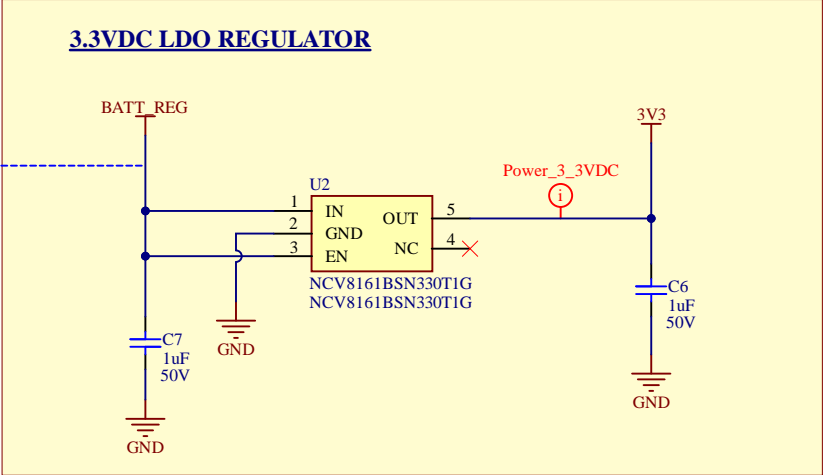 3.3VDC LDO REGULATOR
BATT_REG
3V3
Power_3_3VDC
i
U2
1
IN
OUT
5
2
GND
3
EN
NC
4
NCV8161BSN330T1G
NCV8161BSN330T1G
GND
C7
1uF
50V
GND
C6
1uF
50V
GND